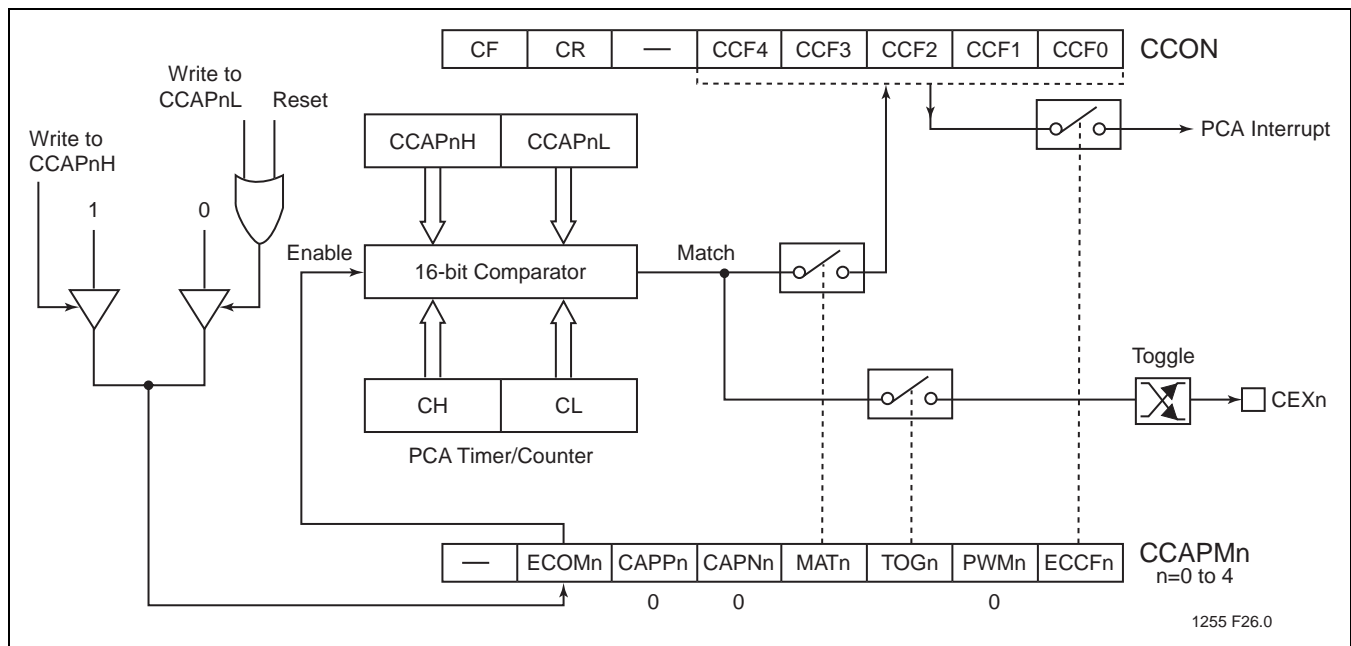 CF CR — CCF4 CCF3 CCF2 CCF1 CCF0 CCON
Write to
CCAPnL
Reset
Write to
CCAPnH
CCAPnH CCAPnL
PCA Interrupt
1 0
Enable
16-bit Comparator
Match
Toggle
CH CL
CEXn
PCA Timer/Counter
— ECOMn CAPPn CAPNn MATn TOGn PWMn ECCFn CCAPMn
n=0 to 4
0 0 0
1255 F26.0